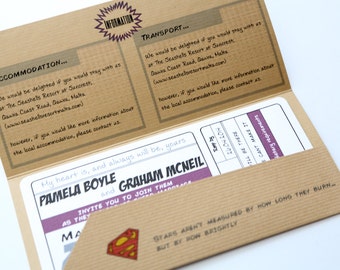 INFORMATION
ACCOMMODATION...
We would be delighted if you would stay with us
at The Seashells Resort at Suncrest,
Qawra Coast Road, Qawra, Malta
(www.seashellsresortmalta.com)
however, if you would like more information about
the local accommodation, please contact us.
TRANSPORT...
We would be delighted if you would stay with us
at The Seashells Resort at Suncrest,
Qawra Coast Road, Qawra, Malta
(www.seashellsresortmalta.com)
however, if you would like more information about
the local accommodation, please contact us.
My heart is, and always will be, yours
PAMELA BOYLE
and GRAHAM MCNEIL
INVITE YOU TO JOIN THEM
S
STARS AREN'T MEASURED BY HOW LONG THEY BURN...
BUT BY HOW BRIGHTLY